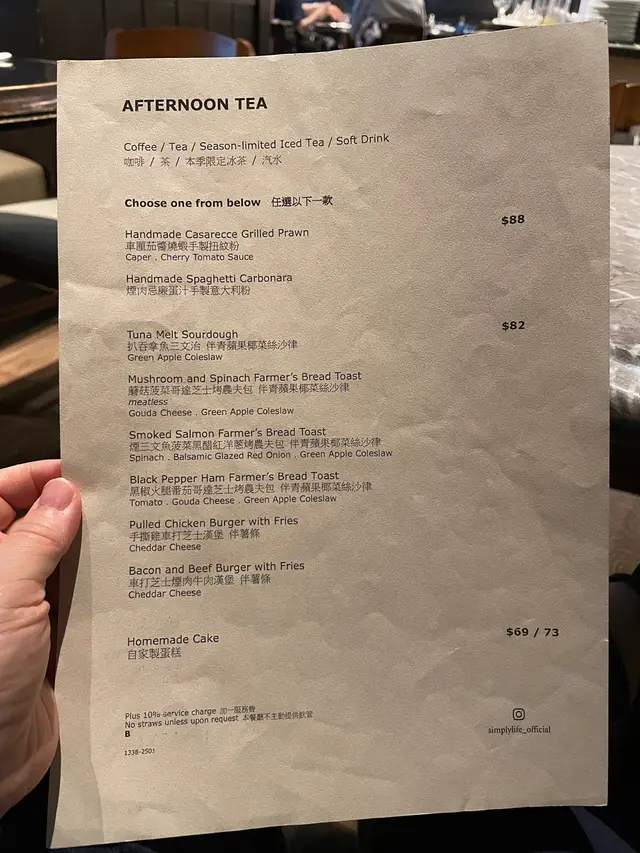 AFTERNOON TEA
Coffee / Tea / Season-limited Iced Tea / Soft Drink
咖啡 / 茶 / 本季限定冰茶 / 汽水
Choose one from below 任選以下一款
$88
Handmade Casarecce Grilled Prawn
車厘茄醬燒蝦手製扭紋粉
Caper . Cherry Tomato Sauce
Handmade Spaghetti Carbonara
煙肉忌廉蛋汁手製意大利粉
$82
Tuna Melt Sourdough
扒吞拿魚三文治 伴青蘋果椰菜絲沙律
Green Apple Coleslaw
Mushroom and Spinach Farmer's Bread Toast
蘑菇菠菜哥達芝士烤農夫包 伴青蘋果椰菜絲沙律
meatless
Gouda Cheese . Green Apple Coleslaw
Smoked Salmon Farmer's Bread Toast
煙三文魚菠菜黑醋紅洋葱烤農夫包 伴青蘋果椰菜絲沙律
Spinach . Balsamic Glazed Red Onion . Green Apple Coleslaw
Black Pepper Ham Farmer's Bread Toast
黑椒火腿番茄哥達芝士烤農夫包 伴青蘋果椰菜絲沙律
Tomato . Gouda Cheese . Green Apple Coleslaw
Pulled Chicken Burger with Fries
手撕雞車打芝士漢堡 伴薯條
Cheddar Cheese
Bacon and Beef Burger with Fries
車打芝士煙肉牛肉漢堡 伴薯條
Cheddar Cheese
Homemade Cake
$69 / 73
自家製蛋糕
Plus 10% service charge 加一服務費
No straws unless upon request 本餐廳不主動提供飲管
B
1338-2501
simplylife_official